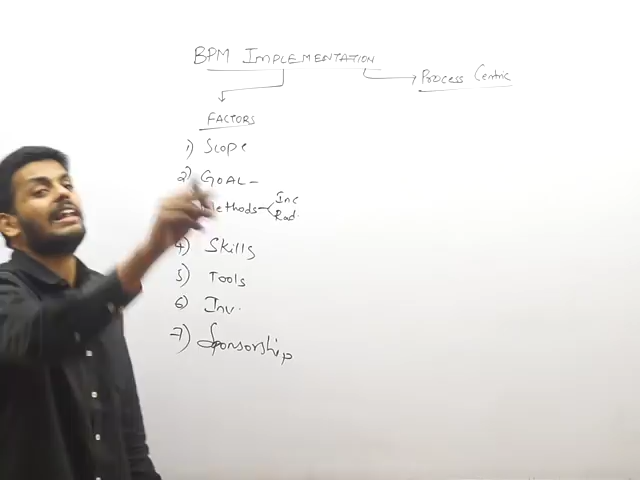 BPM IMPLEMENTATION
Process Centric
FACTORS
1) Scope
2) GOAL -
Methods - Inc
Rad.
4) Skills
5) Tools
6) Inv.
7) Sponsorship